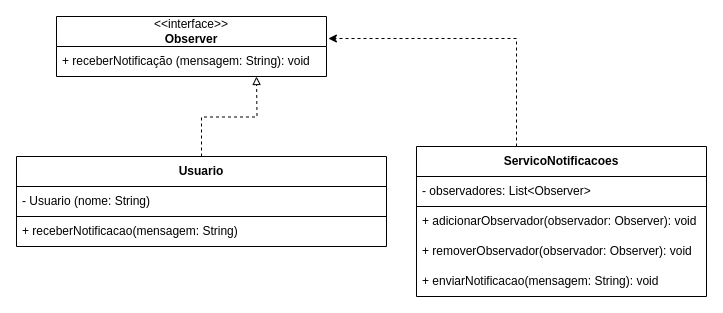 <<interface>>
Observer
+ receberNotificação (mensagem: String): void
Usuario
- Usuario (nome: String)
+ receberNotificacao(mensagem: String)
ServicoNotificacoes
- observadores: List<Observer>
+ adicionarObservador(observador: Observer): void
+ removerObservador(observador: Observer): void
+ enviarNotificacao(mensagem: String): void